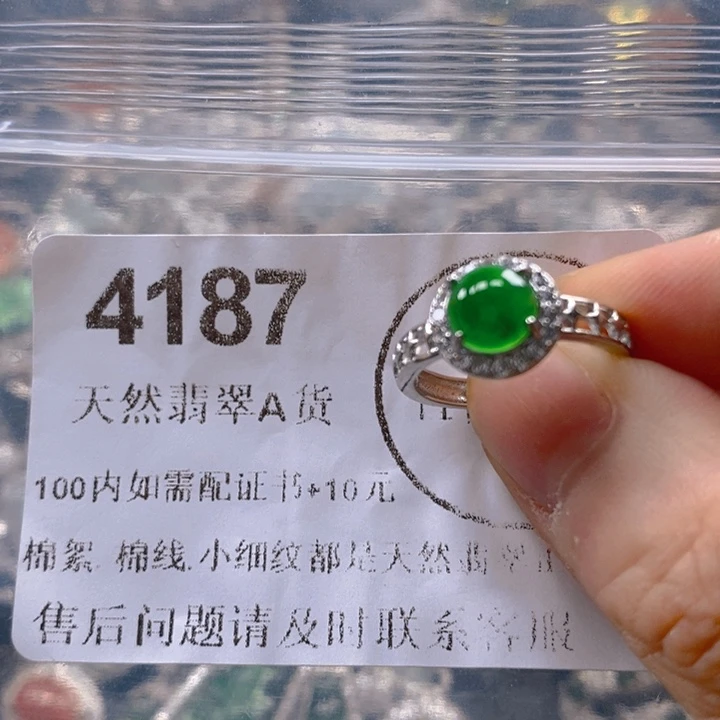 4187
天然翡翠A货
100内如需配证书+10元
棉絮 棉线.小细纹都是天然翡翠
售后问题请及时联系客服